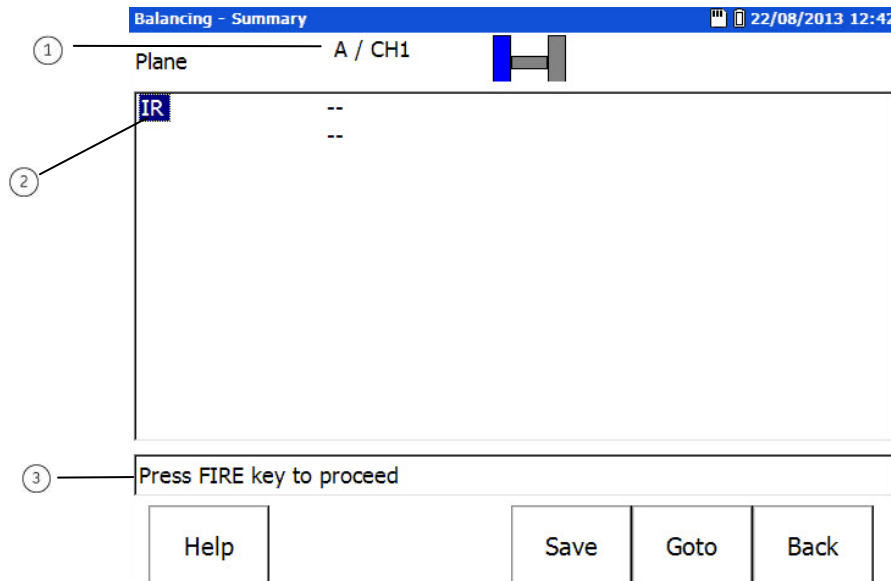 Balancing - Summary 22/08/2013 12:42
1 A / CH1
Plane
IR --
--
2
3 Press FIRE key to proceed
Help Save Goto Back